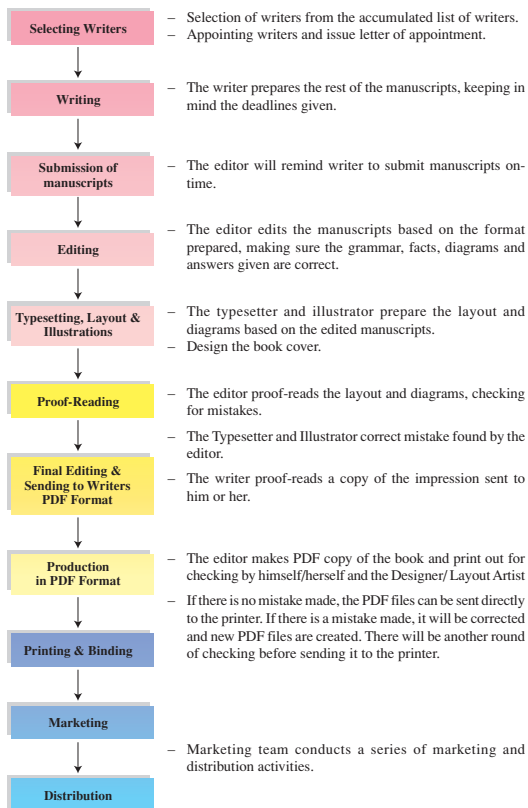 Selecting Writers
– Selection of writers from the accumulated list of writers.
– Appointing writers and issue letter of appointment.
Writing
– The writer prepares the rest of the manuscripts, keeping in
mind the deadlines given.
Submission of
manuscripts
– The editor will remind writer to submit manuscripts on-
time.
Editing
– The editor edits the manuscripts based on the format
prepared, making sure the grammar, facts, diagrams and
answers given are correct.
Typesetting, Layout &
Illustrations
– The typesetter and illustrator prepare the layout and
diagrams based on the edited manuscripts.
– Design the book cover.
Proof-Reading
– The editor proof-reads the layout and diagrams, checking
for mistakes.
– The Typesetter and Illustrator correct mistake found by the
editor.
Final Editing &
Sending to Writers
PDF Format
– The writer proof-reads a copy of the impression sent to
him or her.
Production
in PDF Format
– The editor makes PDF copy of the book and print out for
checking by himself/herself and the Designer/ Layout Artist
– If there is no mistake made, the PDF files can be sent directly
to the printer. If there is a mistake made, it will be corrected
and new PDF files are created. There will be another round
of checking before sending it to the printer.
Printing & Binding
Marketing
– Marketing team conducts a series of marketing and
distribution activities.
Distribution